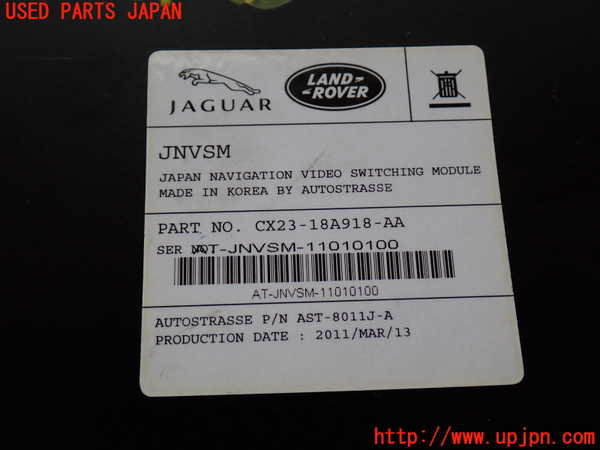 USED PARTS JAPAN
JAGUAR
LAND-
-ROVER
JNVSM
JAPAN NAVIGATION VIDEO SWITCHING MODULE
MADE IN KOREA BY AUTOSTRASSE
PART NO. CX23-18A918-AA
SER NO. AT-JNVSM-11010100
AT-JNVSM-11010100
AUTOSTRASSE P/N AST-8011J-A
PRODUCTION DATE : 2011/MAR/13
http://www.upjpn.com/